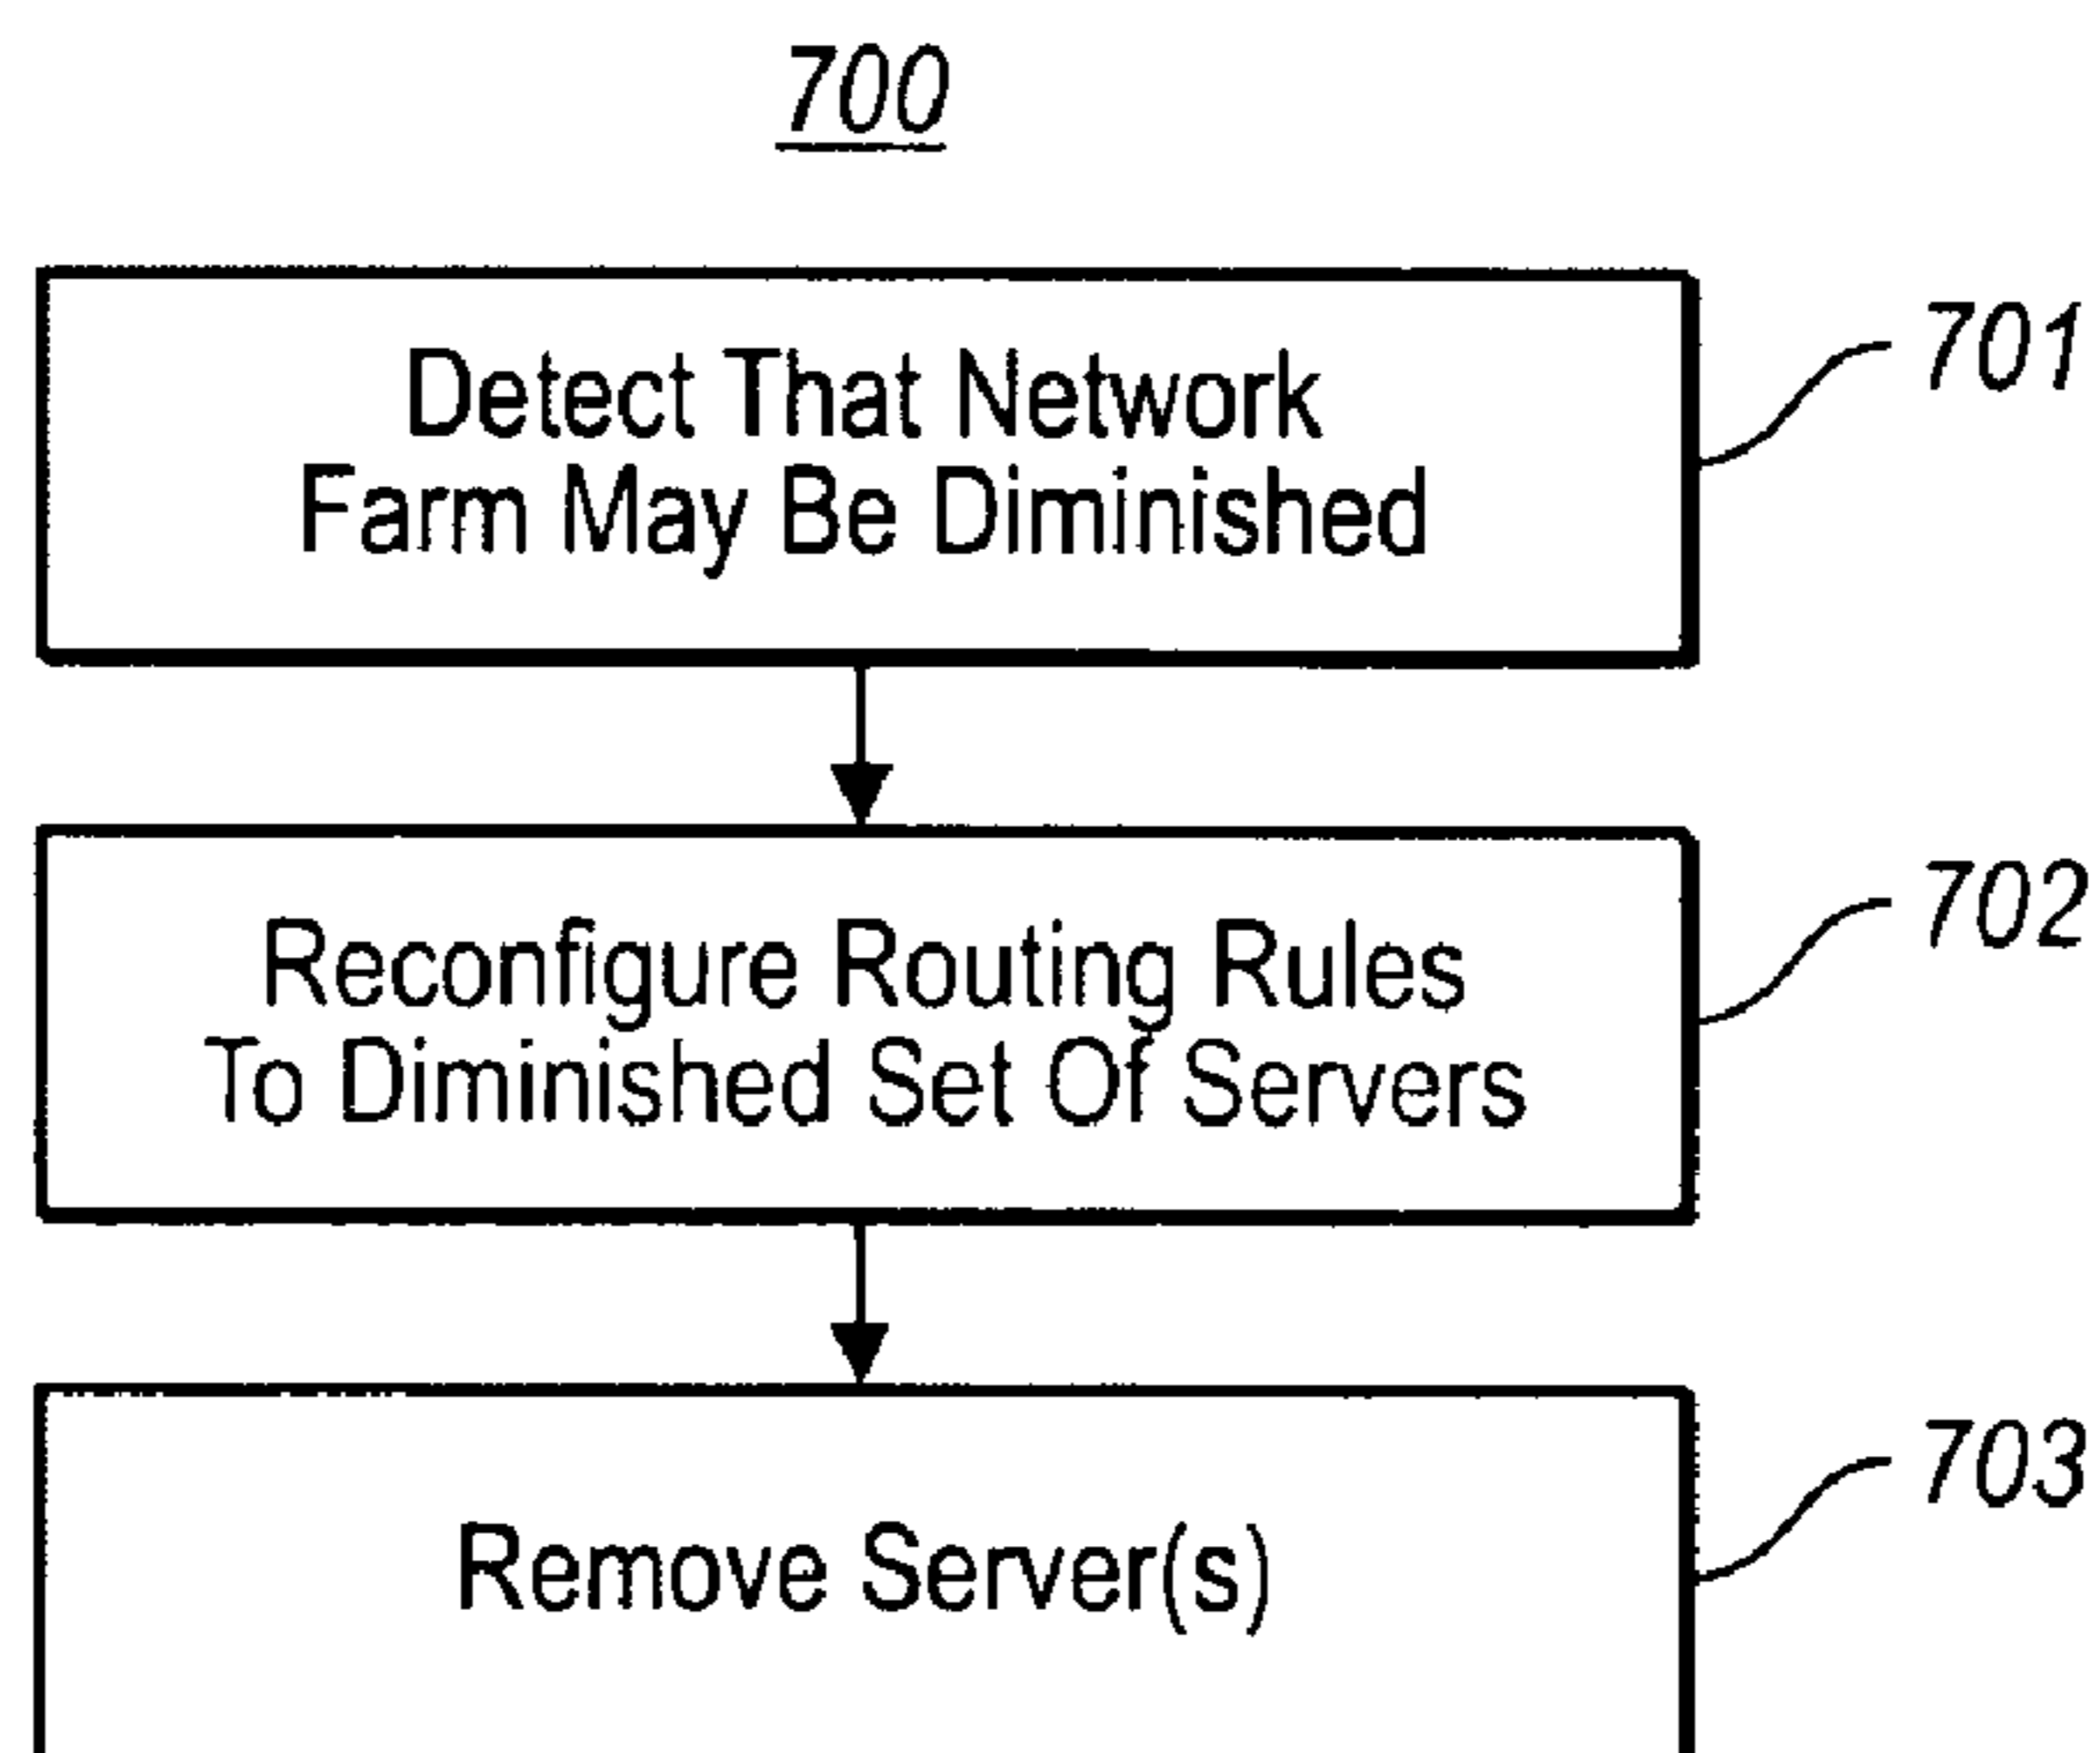 700
Detect That Network
Farm May Be Diminished
701
Reconfigure Routing Rules
To Diminished Set Of Servers
702
Remove Server(s)
703